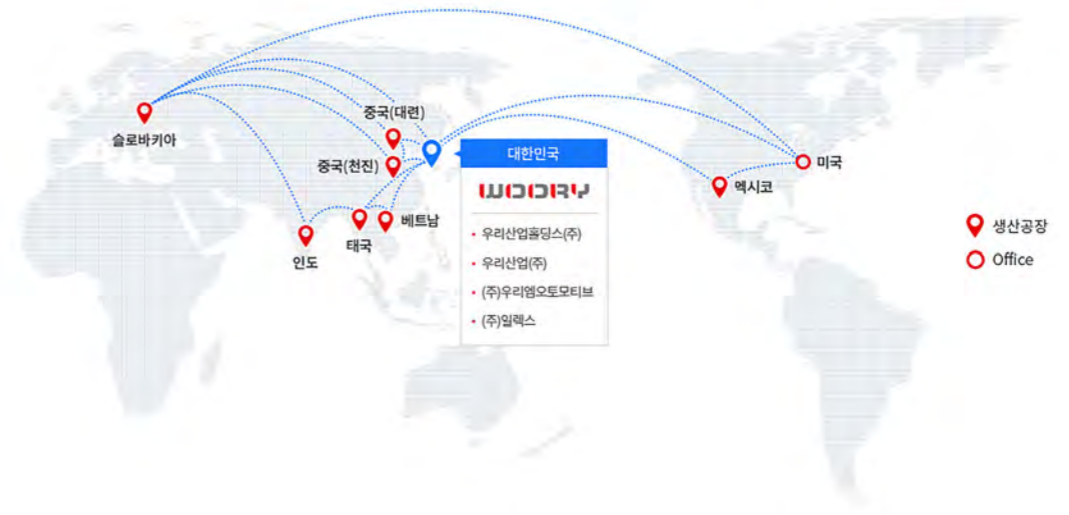 중국(대련)
슬로바키아
중국(천진)
대한민국
미국
WOORY
멕시코
베트남
태국
인도
우리산업홀딩스(주)
우리산업(주)
(주)우리엠오토모티브
(주)일렉스
생산공장
Office